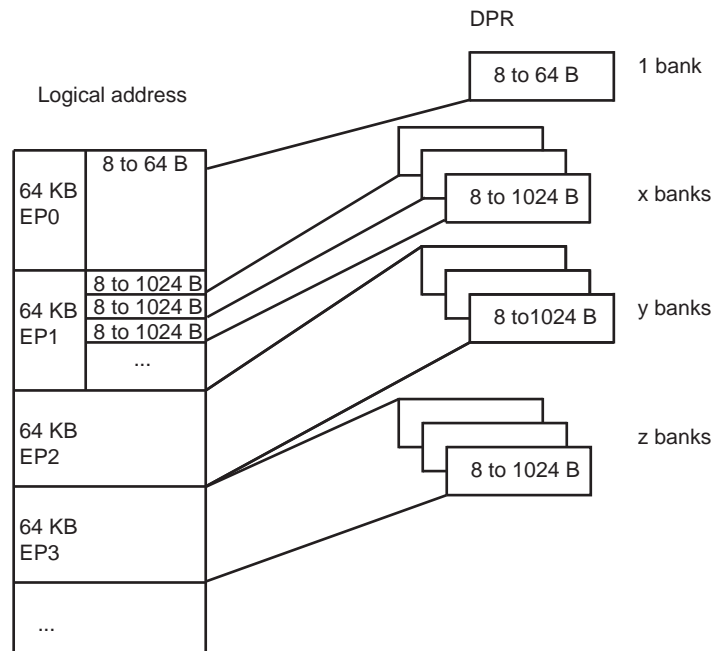 DPR
8 to 64 B
1 bank
Logical address
8 to 64 B
64 KB
EP0
8 to 1024 B
x banks
64 KB
EP1
8 to 1024 B
8 to 1024 B
8 to 1024 B
...
8 to1024 B
y banks
64 KB
EP2
8 to 1024 B
z banks
64 KB
EP3
...